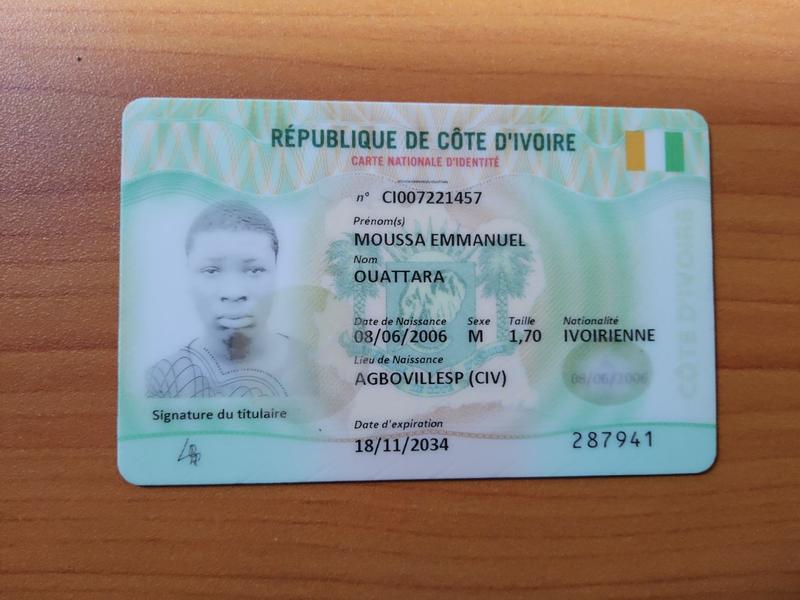 RÉPUBLIQUE DE CÔTE D'IVOIRE
CARTE NATIONALE D'IDENTITÉ
n° CI007221457
Prénom(s)
MOUSSA EMMANUEL
Nom
OUATTARA
Date de Naissance Sexe Taille Nationalité
08/06/2006 M 1,70 IVOIRIENNE
Lieu de Naissance
AGBOVILLESP (CIV)
08/06/2006
Signature du titulaire
Date d'expiration
18/11/2034
287941
CÔTE D'IVOIRE